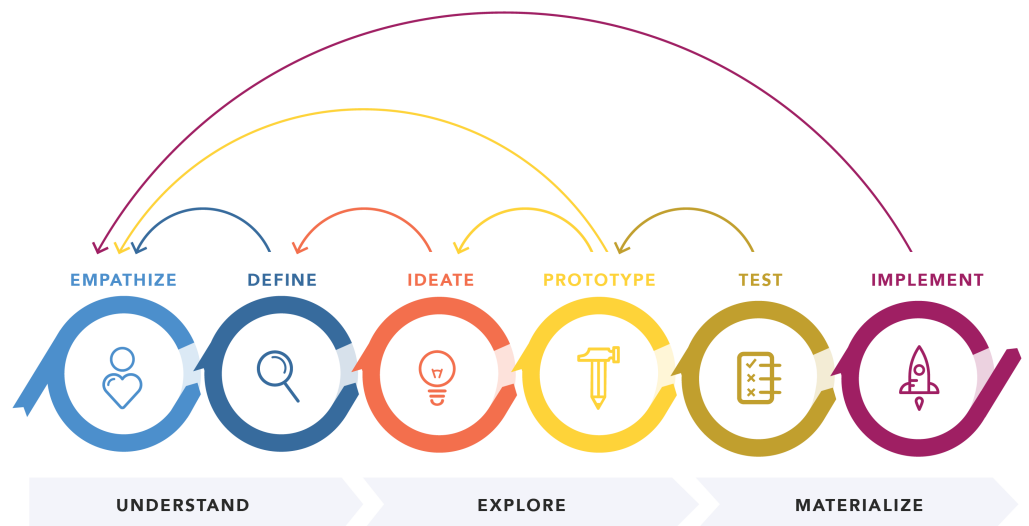 EMPATHIZE
DEFINE
IDEATE
PROTOTYPE
TEST
IMPLEMENT
UNDERSTAND
EXPLORE
MATERIALIZE